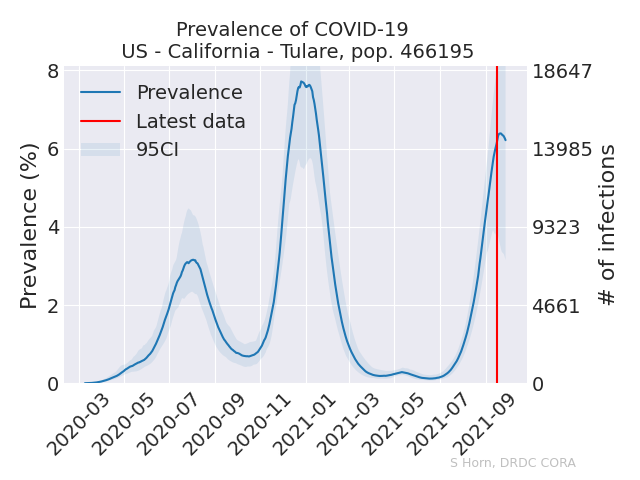 Prevalence of COVID-19
US - California - Tulare, pop. 466195
Prevalence
Latest data
95CI
Prevalence (%)
8
6
4
2
0
18647
13985
9323
4661
0
# of infections
2020-03
2020-05
2020-07
2020-09
2020-11
2021-01
2021-03
2021-05
2021-07
2021-09
S Horn, DRDC CORA